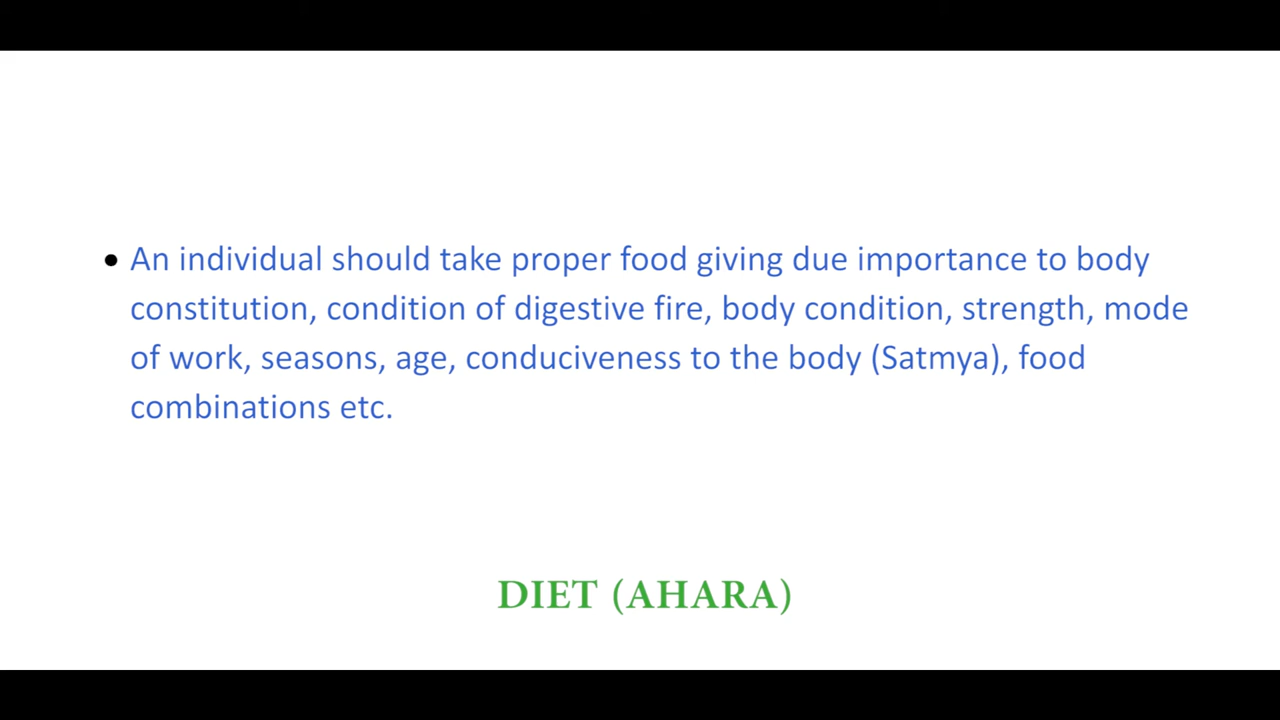 • An individual should take proper food giving due importance to body
constitution, condition of digestive fire, body condition, strength, mode
of work, seasons, age, conduciveness to the body (Satmya), food
combinations etc.
DIET (AHARA)